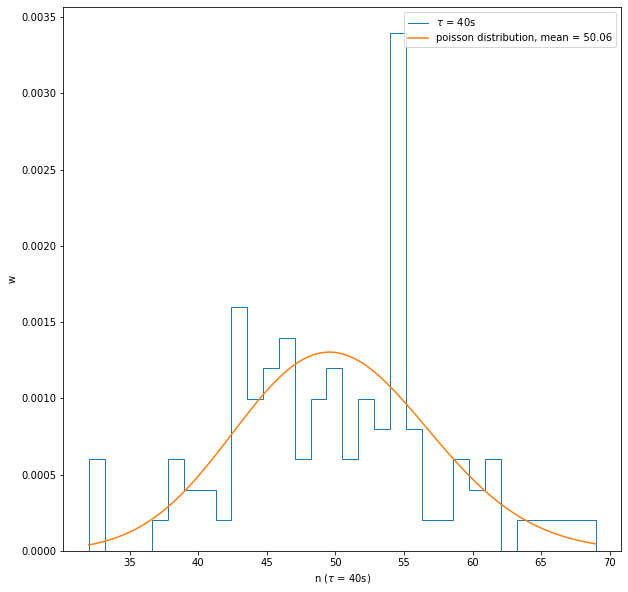 τ = 40s
poisson distribution, mean = 50.06
0.0035
0.0030
0.0025
0.0020
0.0015
0.0010
0.0005
0.0000
w
35 40 45 50 55 60 65 70
n (τ = 40s)